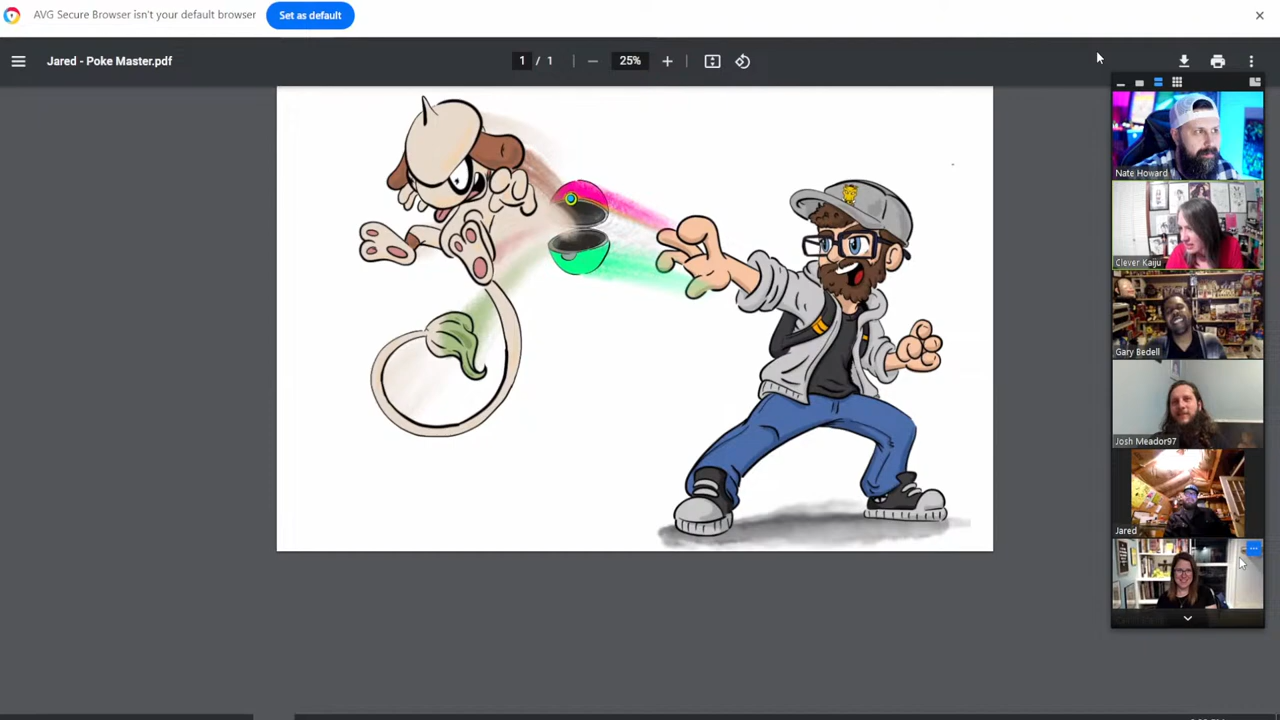 AVG Secure Browser isn't your default browser
Set as default
Jared - Poke Master.pdf
1 / 1
25%
Nate Howard
Clever Kaiju
Gary Bedell
Josh Meador97
Jared